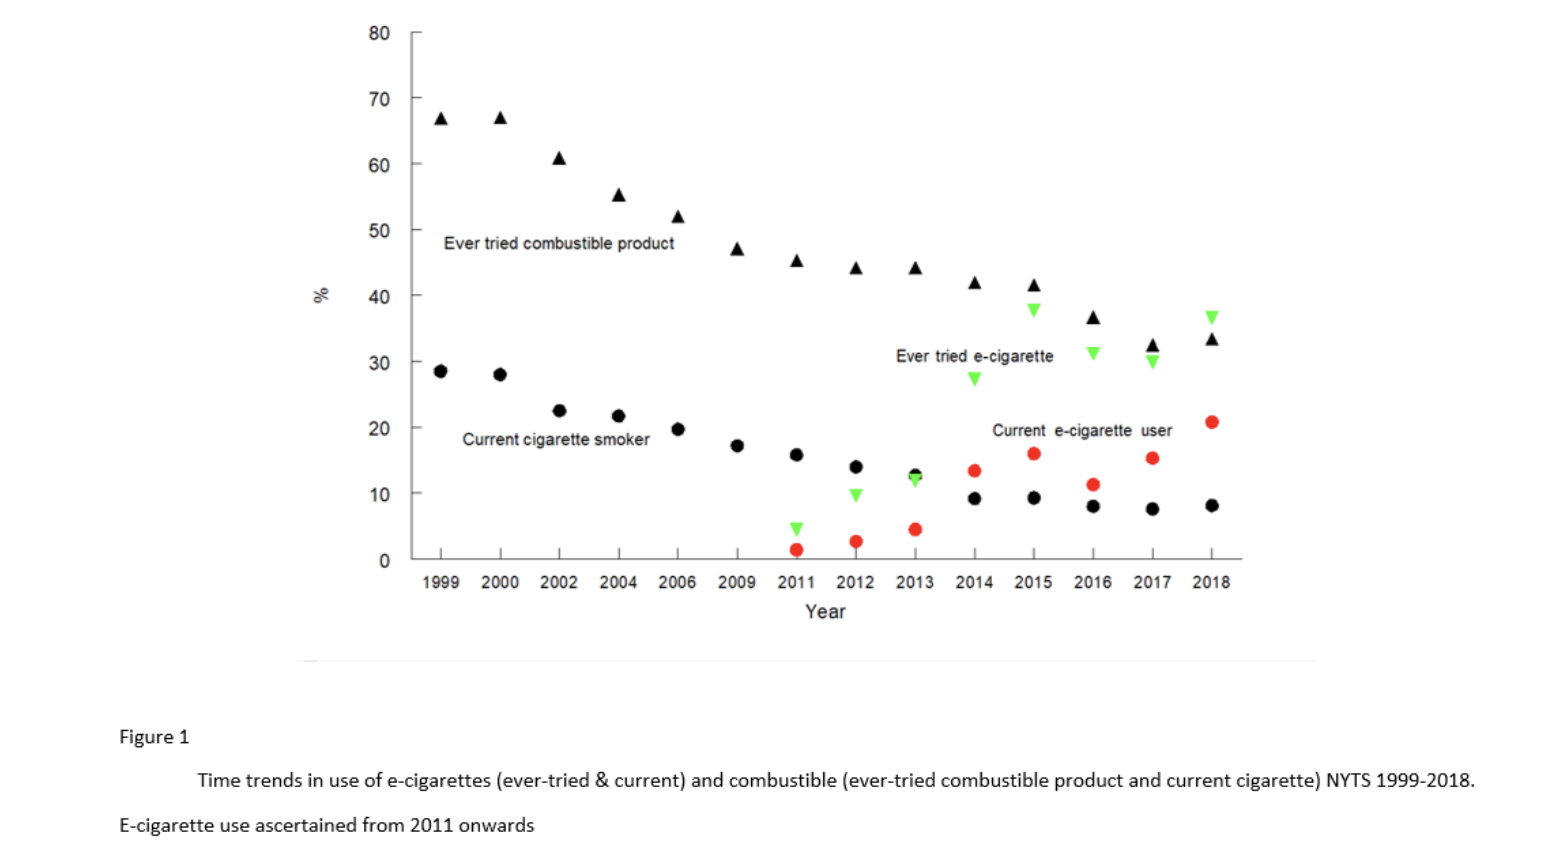 80
70
60
50
Ever tried combustible product
40
%
Ever tried e-cigarette
30
Current e-cigarette user
20
Current cigarette smoker
10
0
1999 2000 2002 2004 2006 2009 2011 2012 2013 2014 2015 2016 2017 2018
Year
Figure 1
Time trends in use of e-cigarettes (ever-tried & current) and combustible (ever-tried combustible product and current cigarette) NYTS 1999-2018.
E-cigarette use ascertained from 2011 onwards